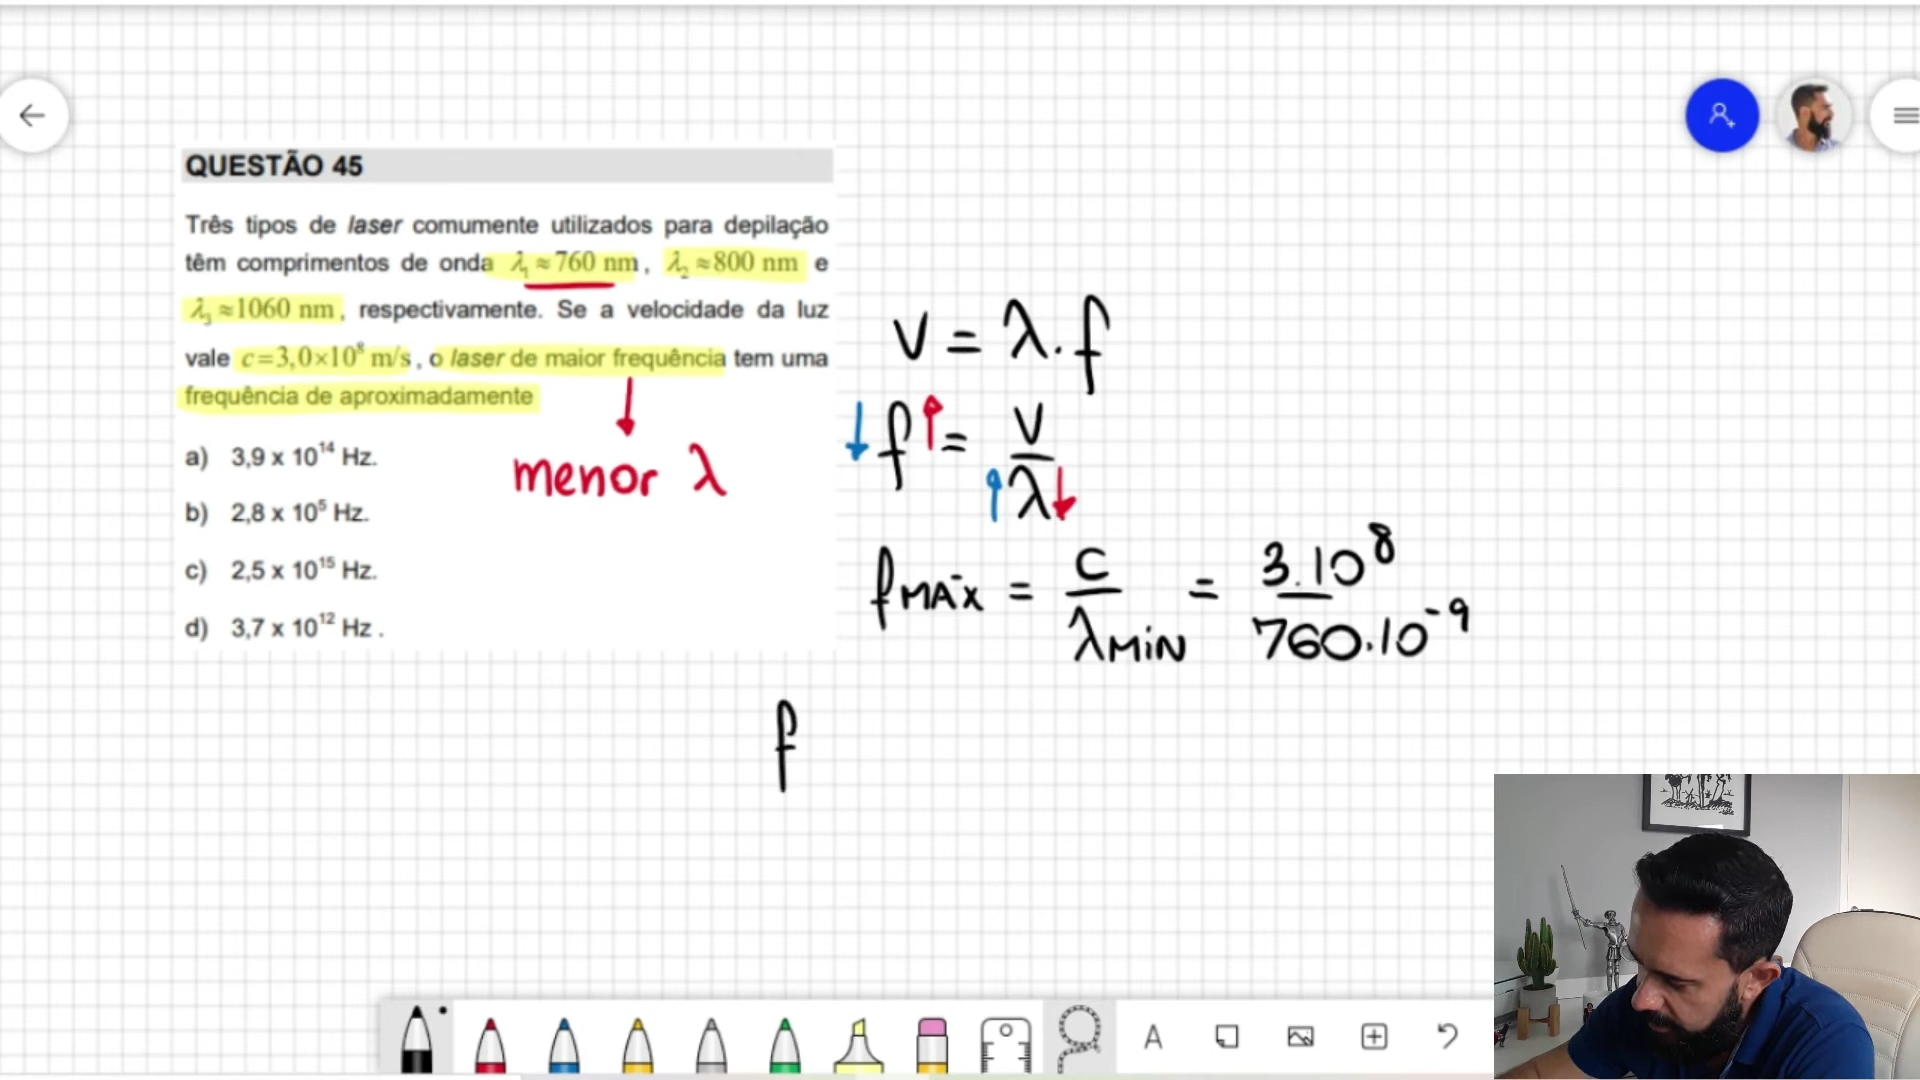 QUESTÃO 45
Três tipos de laser comumente utilizados para depilação
têm comprimentos de onda λ₁ ≈ 760 nm, λ₂ ≈ 800 nm e
λ₃ ≈ 1060 nm, respectivamente. Se a velocidade da luz
vale c=3,0×10⁸ m/s, o laser de maior frequência tem uma
frequência de aproximadamente
a) 3,9 x 10¹⁴ Hz.
b) 2,8 x 10⁵ Hz.
c) 2,5 x 10¹⁵ Hz.
d) 3,7 x 10¹² Hz .
menor λ
V = λ . f
↓ f ↑ = V / ↑ λ ↓
fMÁX = C / λMIN = 3.10⁸ / 760.10⁻⁹
f
A